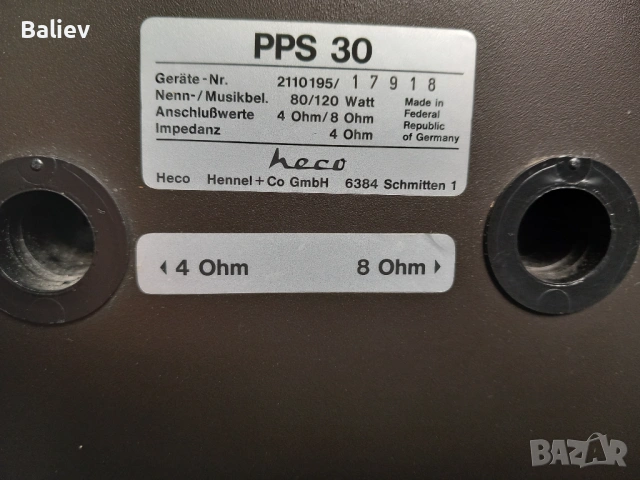 Baliev
PPS 30
Geräte-Nr. 2110195/ 17918
Nenn-/Musikbel. 80/120 Watt
Anschlußwerte 4 Ohm/8 Ohm
Impedanz 4 Ohm
Made in
Federal
Republic
of Germany
heco
Heco Hennel+Co GmbH 6384 Schmitten 1
4 Ohm 8 Ohm
BAZAR